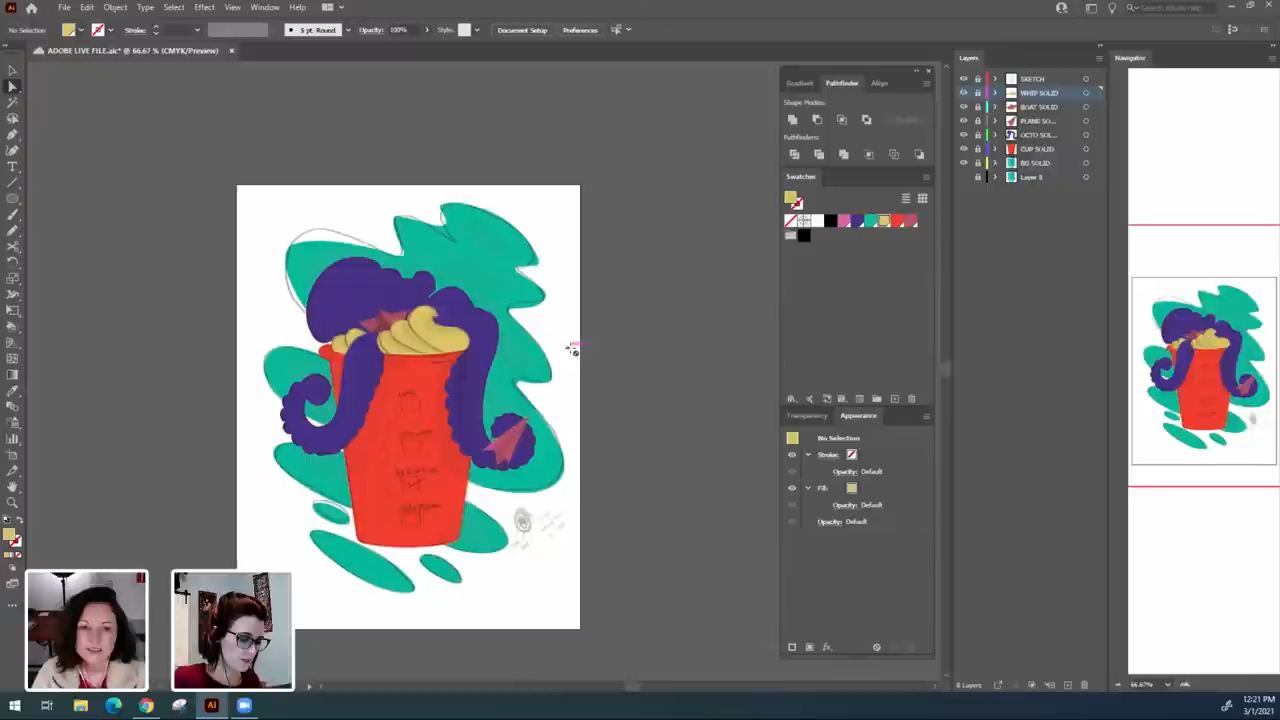 File Edit Object Type Select Effect View Window Help
No Selection Stroke: 5 pt. Round Opacity: 100% Style: Document Setup Preferences
ADOBE LIVE FILE.aic* @ 66.67 % (CMYK/Preview)
Gradient Pathfinder Align
Shape Modes:
Pathfinders:
Swatches
Transparency Appearance
No Selection
Stroke:
Opacity: Default
Fill:
Opacity: Default
Opacity: Default
Layers
SKETCH
WHIP SOLID
BOAT SOLID
PLANE SO...
OCTO SOL...
CUP SOLID
BG SOLID
Layer 8
8 Layers
Navigator
66.67%
12:21 PM
3/1/2021